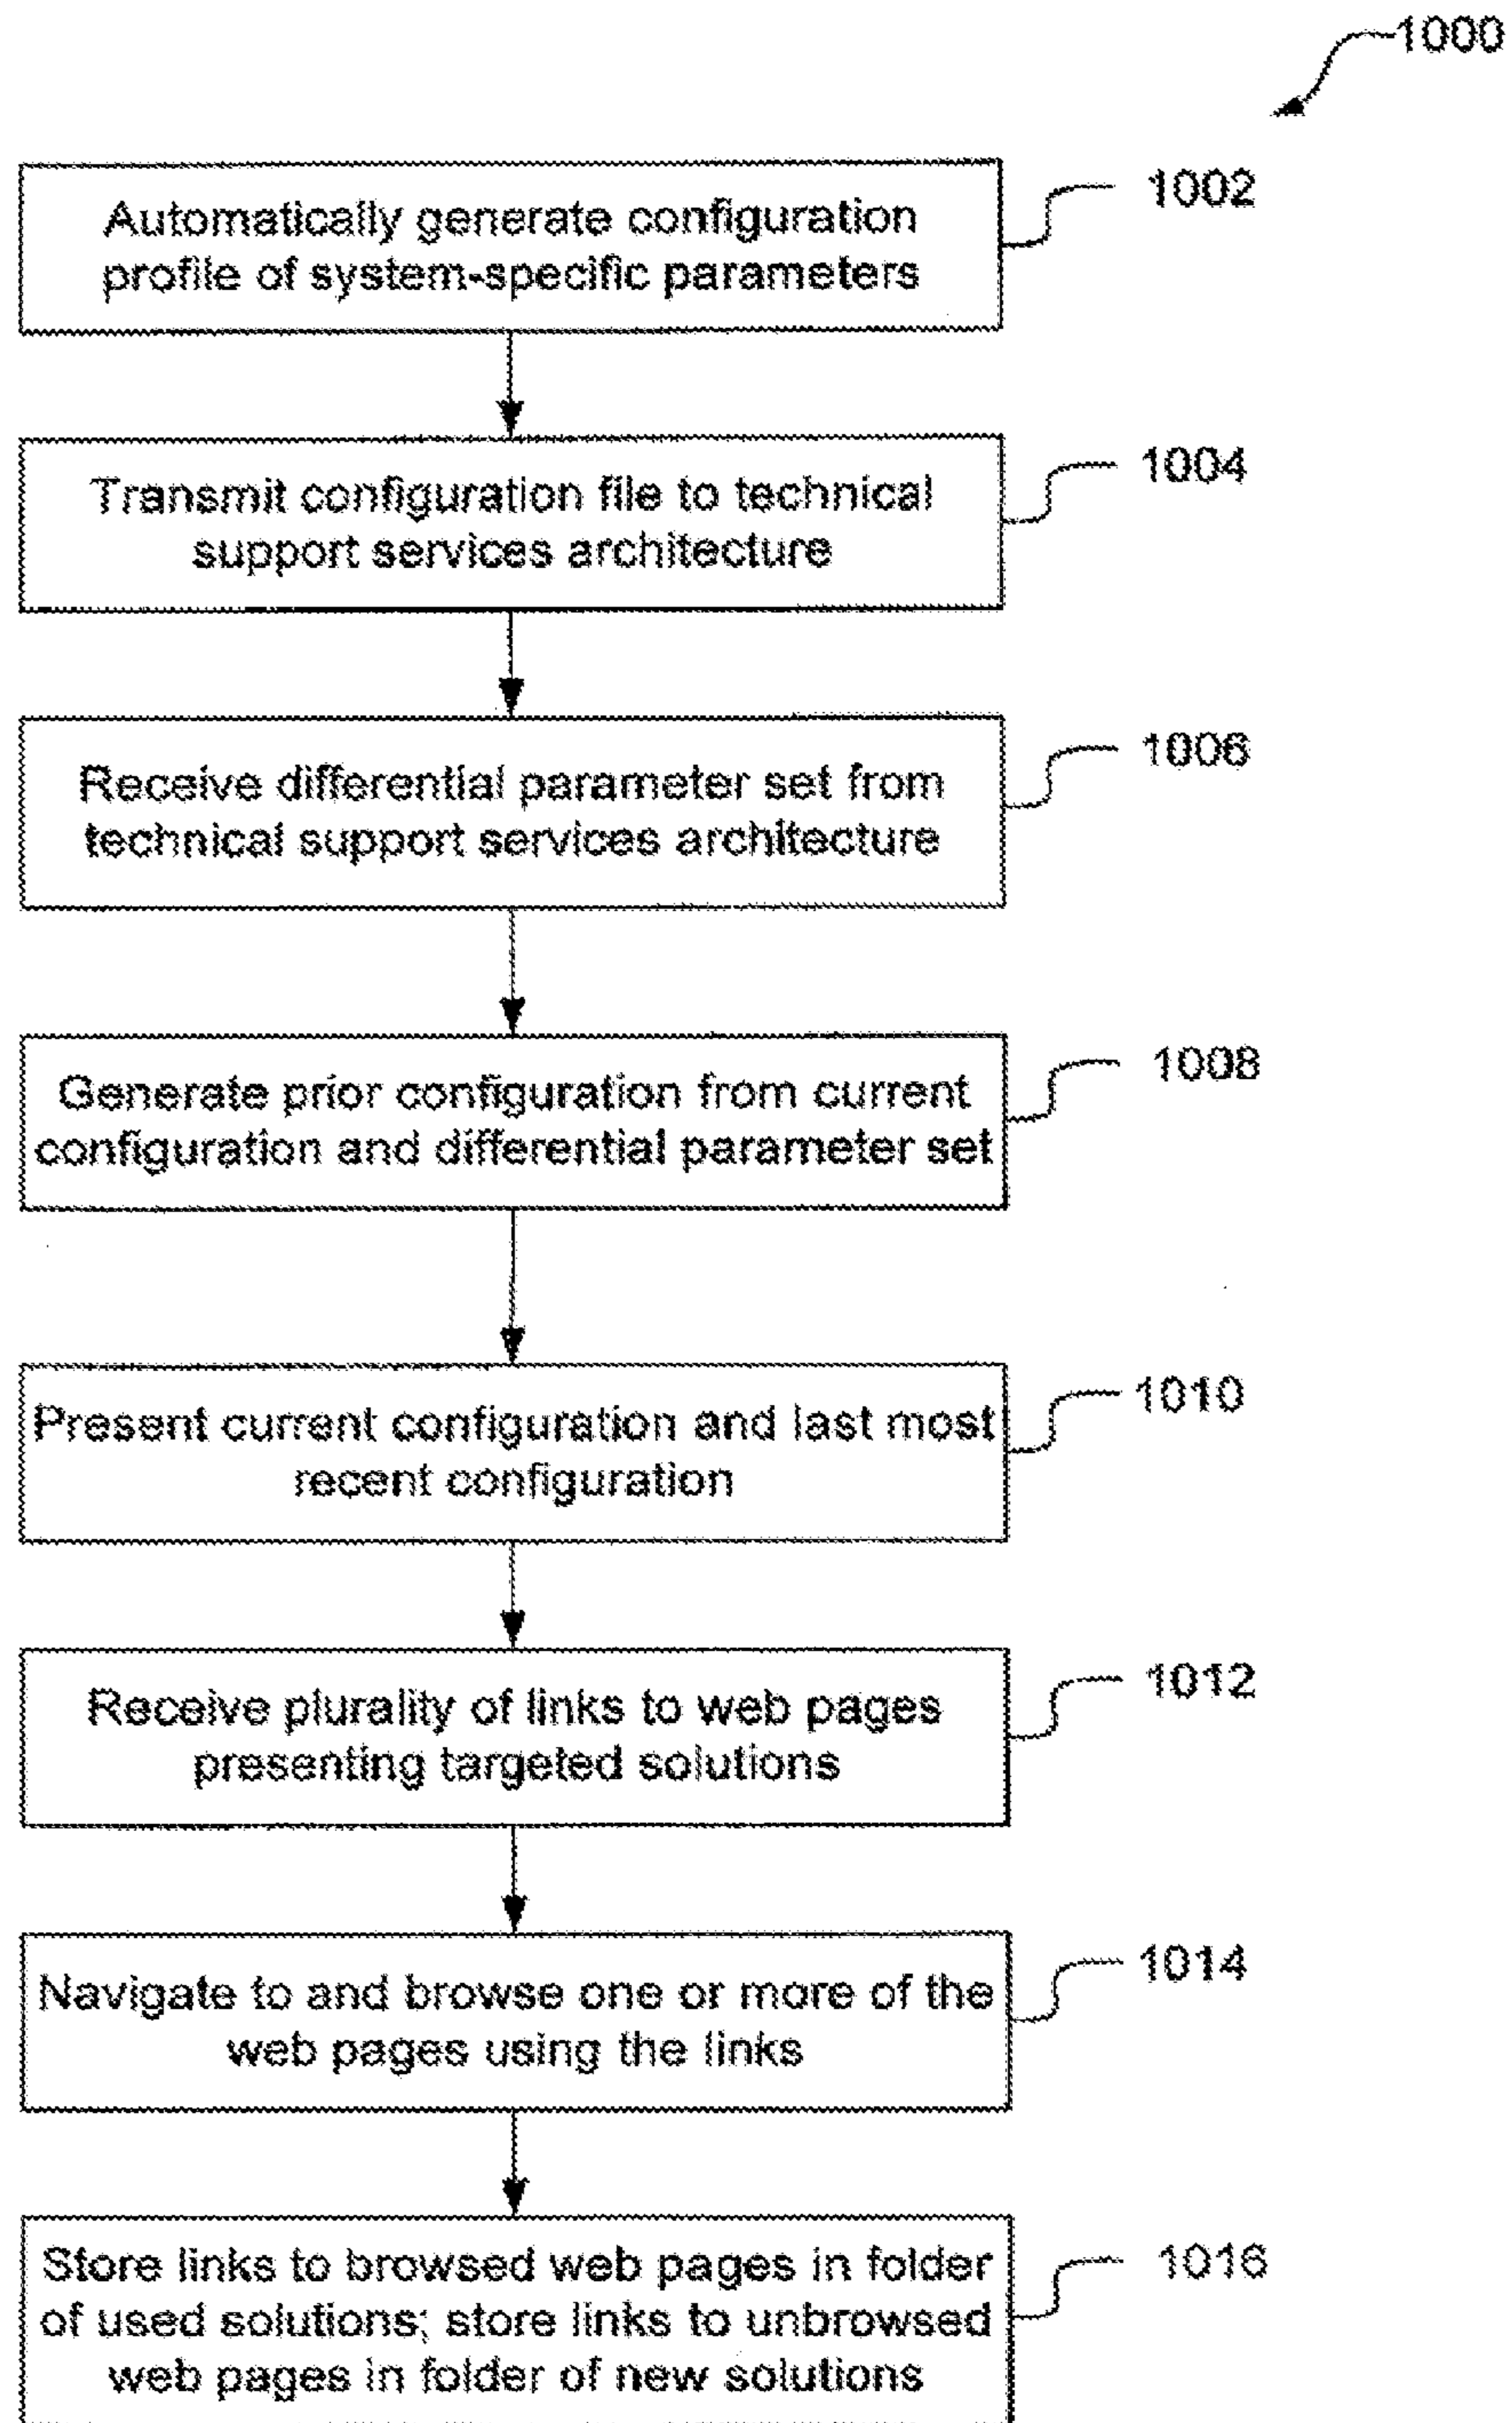 1000
Automatically generate configuration
profile of system-specific parameters
1002
Transmit configuration file to technical
support services architecture
1004
Receive differential parameter set from
technical support services architecture
1006
Generate prior configuration from current
configuration and differential parameter set
1008
Present current configuration and last most
recent configuration
1010
Receive plurality of links to web pages
presenting targeted solutions
1012
Navigate to and browse one or more of the
web pages using the links
1014
Store links to browsed web pages in folder
of used solutions; store links to unbrowsed
web pages in folder of new solutions
1016